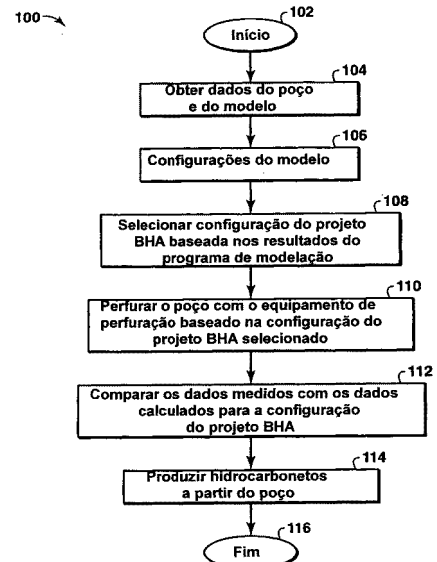 100
102
Início
104
Obter dados do poço
e do modelo
106
Configurações do modelo
108
Selecionar configuração do projeto
BHA baseada nos resultados do
programa de modelação
110
Perfurar o poço com o equipamento de
perfuração baseado na configuração do
projeto BHA selecionado
112
Comparar os dados medidos com os dados
calculados para a configuração
do projeto BHA
114
Produzir hidrocarbonetos
a partir do poço
116
Fim